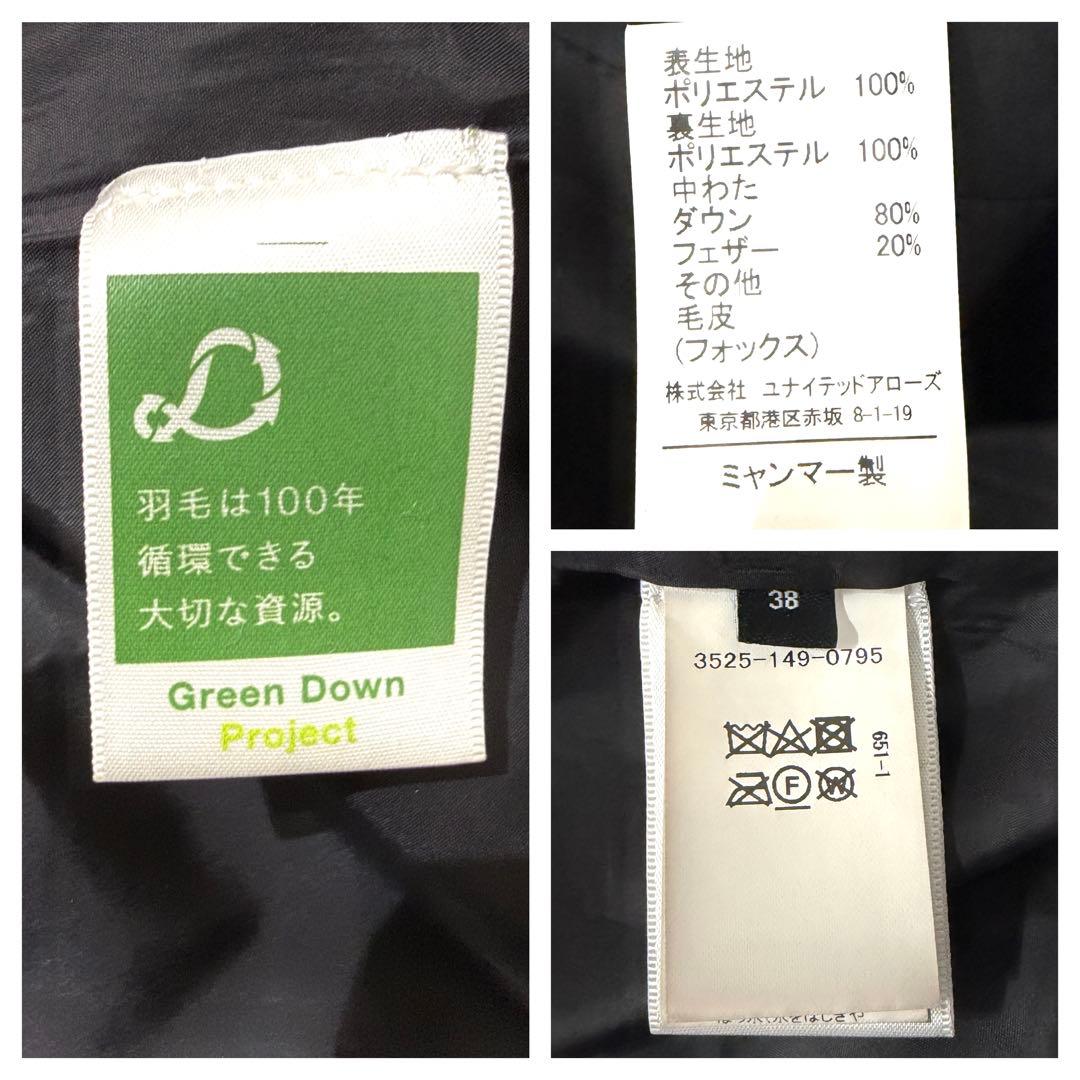 羽毛は100年
循環できる
大切な資源。
Green Down
Project
表生地
ポリエステル 100%
裏生地
ポリエステル 100%
中わた
ダウン 80%
フェザー 20%
その他
毛皮
(フォックス)
株式会社 ユナイテッドアローズ
東京都港区赤坂 8-1-19
ミャンマー製
38
3525-149-0795
651-1
F
W